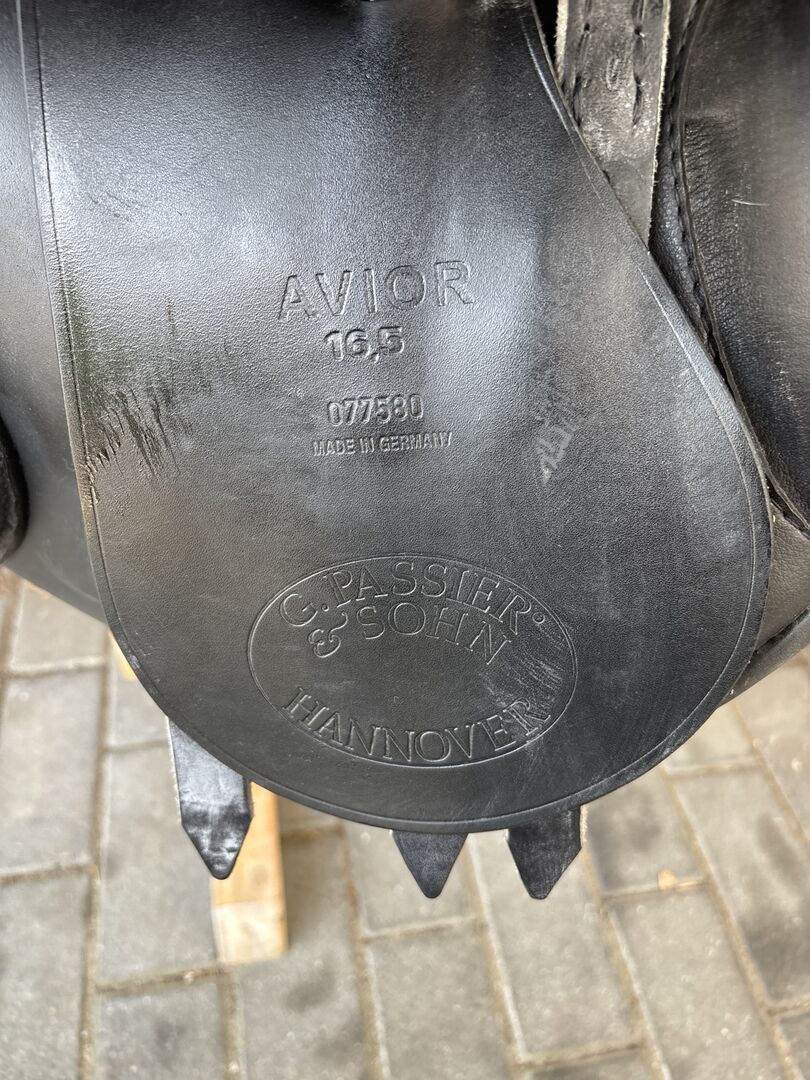 AVIOR
16,5
077580
MADE IN GERMANY
G. PASSIER®
& SOHN
HANNOVER